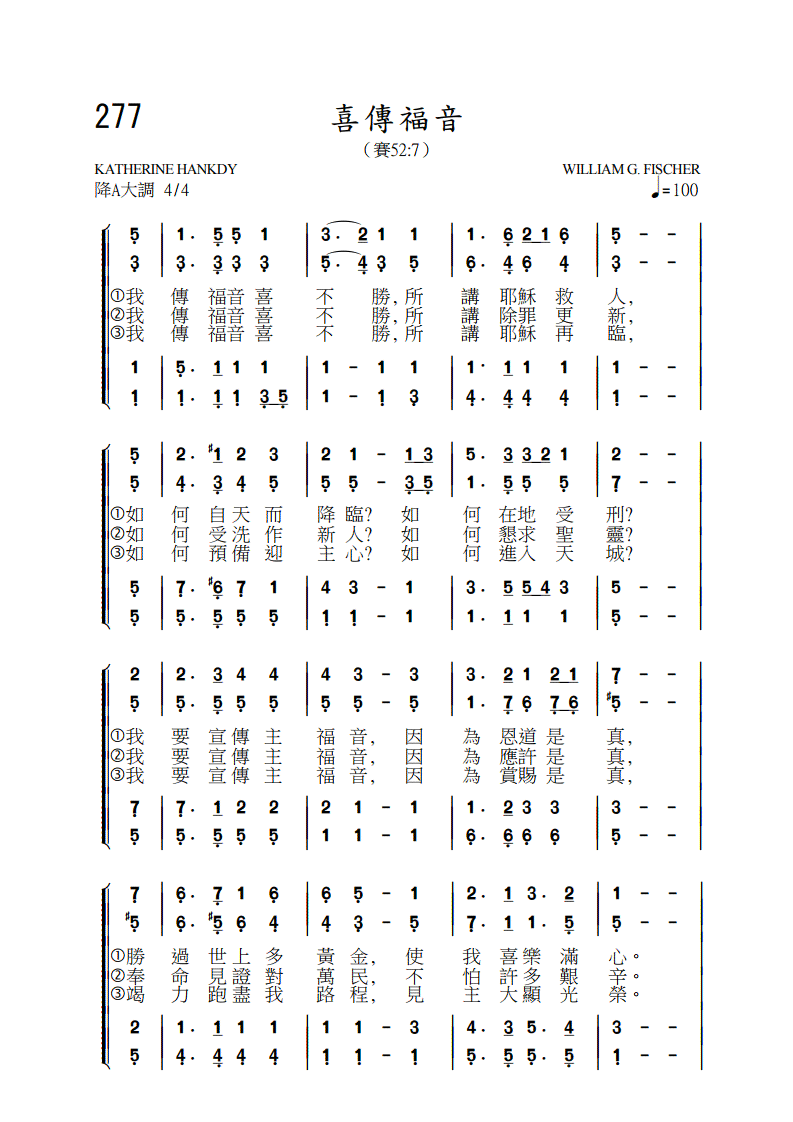 277
喜傳福音
（賽52:7）
KATHERINE HANKDY
WILLIAM G. FISCHER
降A大調 4/4
♩=100
5̣ | 1· 5̣ 5̣ 1 | 3· 2 1 1 | 1· 6̣ 2 1 6̣ | 5̣ - - |
3̣ | 3̣· 3̣ 3̣ 3̣ | 5̣· 4̣ 3̣ 5̣ | 6̣· 4̣ 6̣ 4̣ | 3̣ - - |
①我 傳 福音喜 不 勝,所 講 耶穌 救 人,
②我 傳 福音喜 不 勝,所 講 除罪 更 新,
③我 傳 福音喜 不 勝,所 講 耶穌 再 臨,
1 | 5̣· 1 1 1 | 1 - 1 1 | 1· 1 1 1 | 1 - - |
1̣ | 1̣· 1̣ 1̣ 3̣ 5̣ | 1 - 1̣ 3̣ | 4̣· 4̣ 4̣ 4̣ | 1̣ - - |
5̣ | 2· ♯1 2 3 | 2 1 - 1 3 | 5· 3 3 2 1 | 2 - - |
5̣ | 4̣· 3̣ 4̣ 5̣ | 5̣ 5̣ - 3̣ 5̣ | 1· 5̣ 5̣ 5̣ | 7̣ - - |
①如 何 自天 而 降 臨? 如 何 在地 受 刑?
②如 何 受洗 作 新 人? 如 何 懇求 聖 靈?
③如 何 預備 迎 主 心? 如 何 進入 天 城?
5̣ | 7̣· ♯6̣ 7̣ 1 | 4 3 - 1 | 3· 5 5 4 3 | 5 - - |
5̣ | 5̣· 5̣ 5̣ 5̣ | 1̣ 1̣ - 1 | 1· 1 1 1 | 5̣ - - |
2 | 2· 3 4 4 | 4 3 - 3 | 3· 2 1 2 1 | 7̣ - - |
5̣ | 5̣· 5̣ 5̣ 5̣ | 5̣ 5̣ - 5̣ | 1· 7̣ 6̣ 7̣ 6̣ | ♯5̣ - - |
①我 要 宣傳 主 福 音, 因 為 恩道 是 真,
②我 要 宣傳 主 福 音, 因 為 應許 是 真,
③我 要 宣傳 主 福 音, 因 為 賞賜 是 真,
7̣ | 7̣· 1 2 2 | 2 1 - 1 | 1· 2 3 3 | 3 - - |
5̣ | 5̣· 5̣ 5̣ 5̣ | 1 1 - 1 | 6̣· 6̣ 6̣ 6̣ | 5̣ - - |
7̣ | 6̣· 7̣ 1 6̣ | 6̣ 5̣ - 1 | 2· 1 3· 2 | 1 - - |
♯5̣ | 6̣· ♯5̣ 6̣ 4̣ | 4̣ 3̣ - 5̣ | 7̣· 1 1· 5̣ | 5̣ - - |
①勝 過 世上 多 黃 金, 使 我 喜 樂 滿 心。
②奉 命 見證 對 萬 民, 不 怕 許 多 艱 辛。
③竭 力 跑盡 我 路 程, 見 主 大 顯 光 榮。
2 | 1· 1 1 1 | 1 1 - 3 | 4· 3 5· 4 | 3 - - |
5̣ | 4̣· 4̣ 4̣ 4̣ | 1 1 - 1 | 5̣· 5̣ 5̣· 5̣ | 1̣ - - |